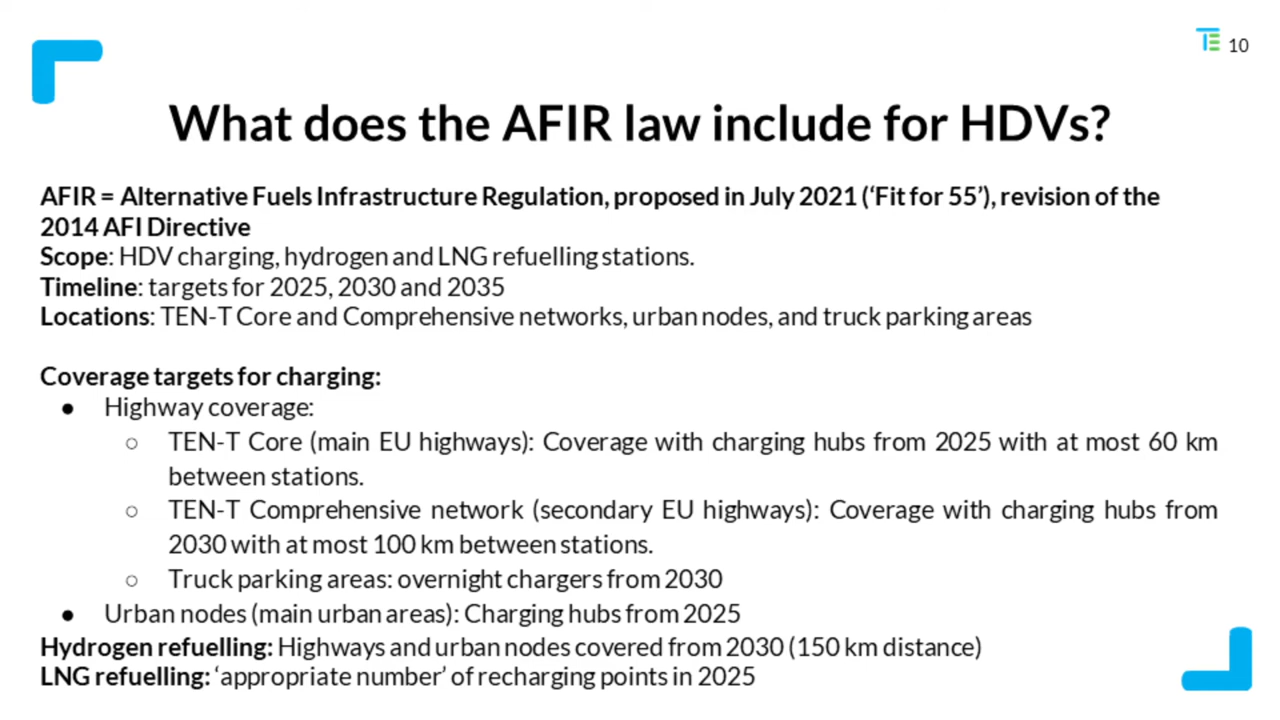 TE 10
What does the AFIR law include for HDVs?
AFIR = Alternative Fuels Infrastructure Regulation, proposed in July 2021 (‘Fit for 55’), revision of the
2014 AFI Directive
Scope: HDV charging, hydrogen and LNG refuelling stations.
Timeline: targets for 2025, 2030 and 2035
Locations: TEN-T Core and Comprehensive networks, urban nodes, and truck parking areas
Coverage targets for charging:
● Highway coverage:
○ TEN-T Core (main EU highways): Coverage with charging hubs from 2025 with at most 60 km
between stations.
○ TEN-T Comprehensive network (secondary EU highways): Coverage with charging hubs from
2030 with at most 100 km between stations.
○ Truck parking areas: overnight chargers from 2030
● Urban nodes (main urban areas): Charging hubs from 2025
Hydrogen refuelling: Highways and urban nodes covered from 2030 (150 km distance)
LNG refuelling: ‘appropriate number’ of recharging points in 2025